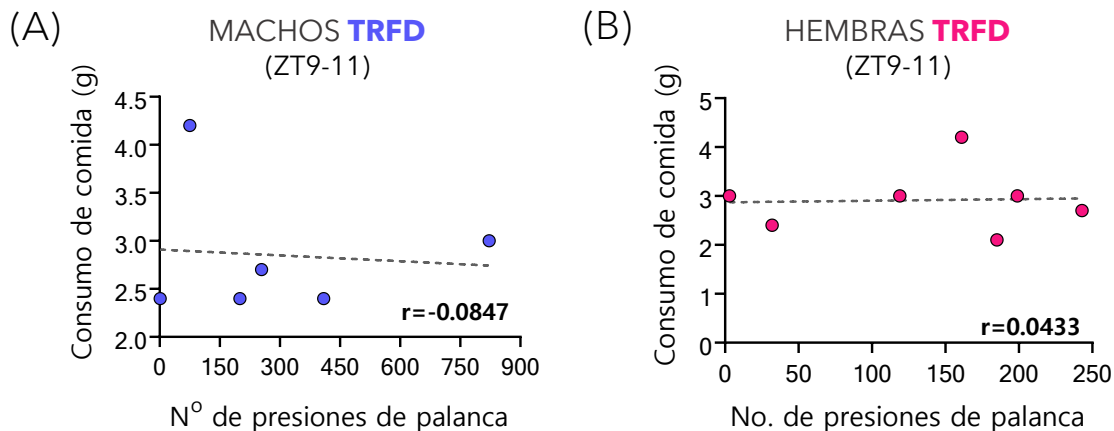 (A)
MACHOS TRFD
(ZT9-11)
Consumo de comida (g)
4.5
4.0
3.5
3.0
2.5
2.0
0 150 300 450 600 750 900
r=-0.0847
Nº de presiones de palanca
(B)
HEMBRAS TRFD
(ZT9-11)
Consumo de comida (g)
5
4
3
2
1
0
0 50 100 150 200 250
r=0.0433
No. de presiones de palanca